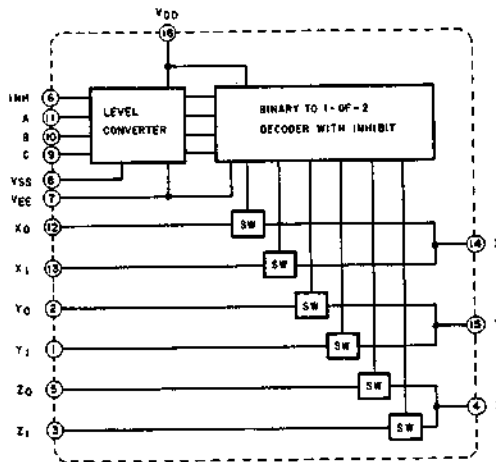 VDD
16
INH 6
A 11
B 10
C 9
VSS 8
VEE 7
LEVEL
CONVERTER
BINARY TO 1-OF-2
DECODER WITH INHIBIT
X0 12
SW
14
X1 13
SW
Y0 2
SW
15
Y1 1
SW
Z0 5
SW
4
Z1 3
SW